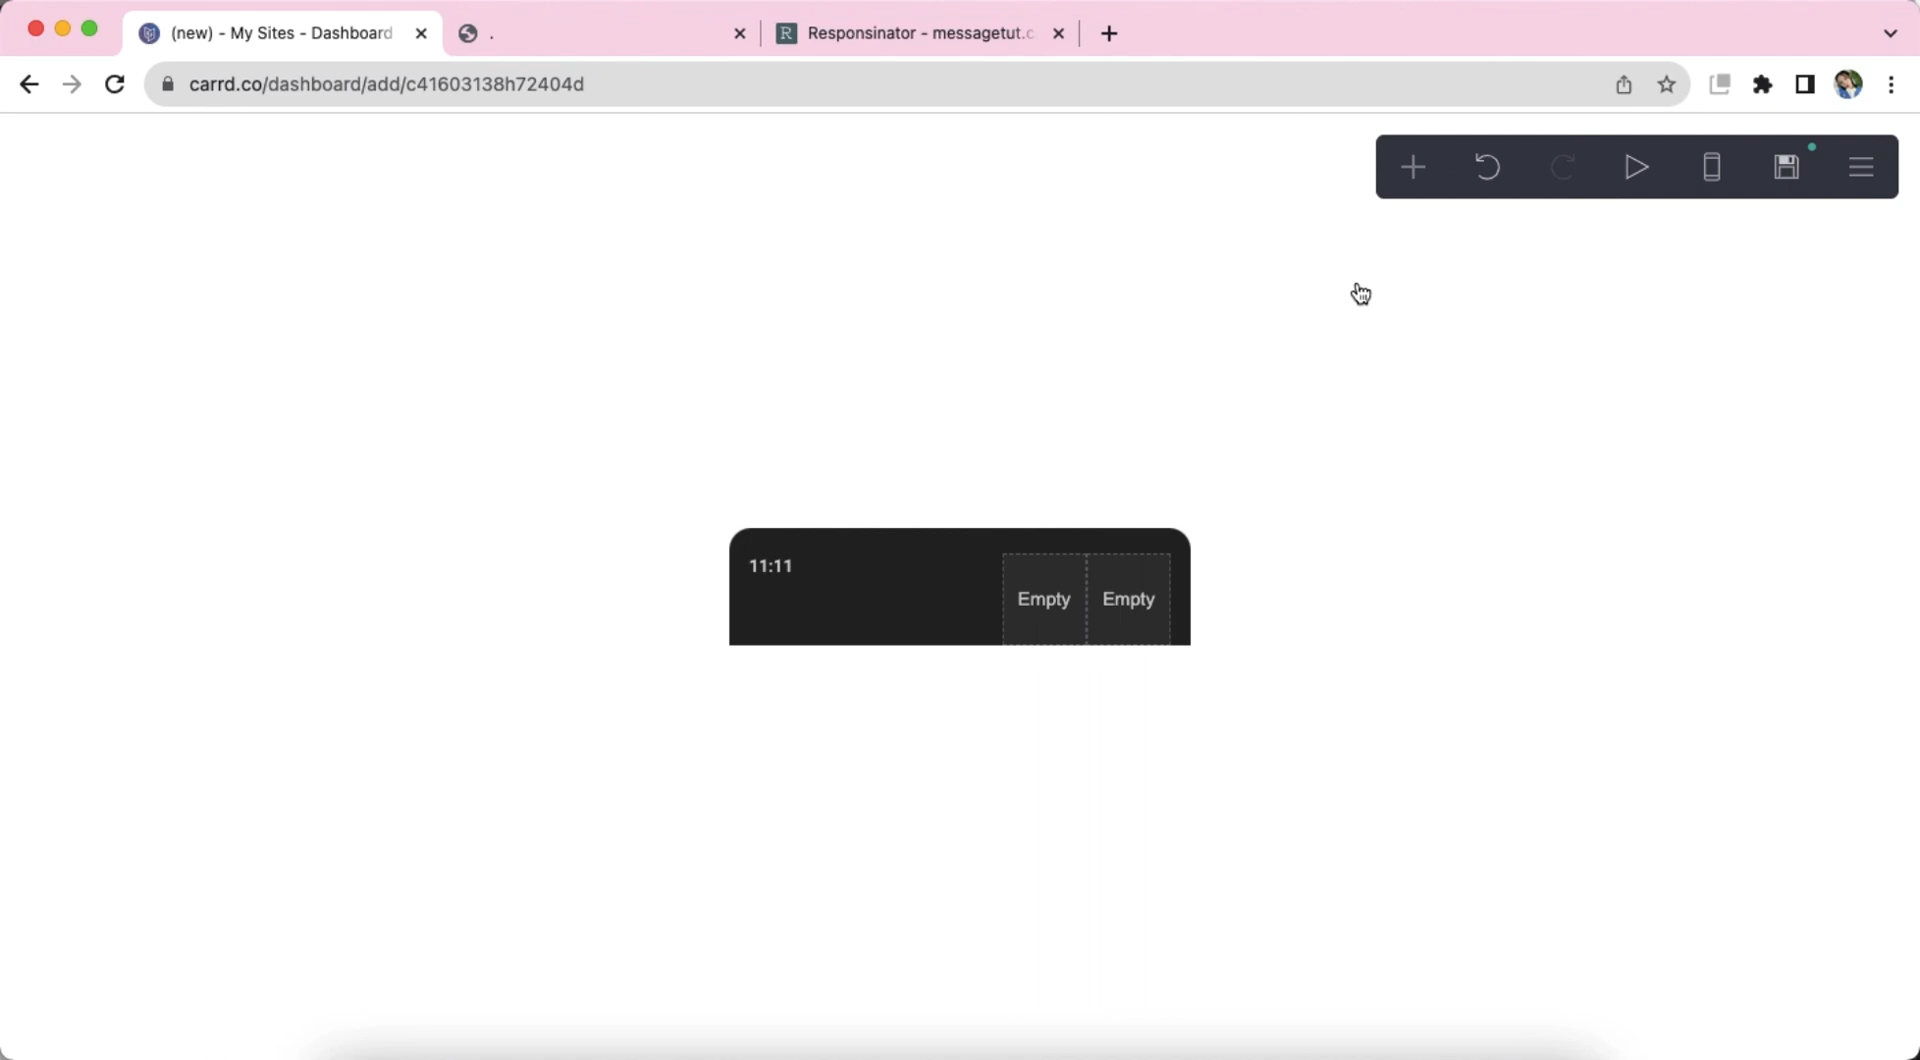 (new) - My Sites - Dashboard
.
R
Responsinator - messagetut.c
carrd.co/dashboard/add/c41603138h72404d
11:11
Empty
Empty